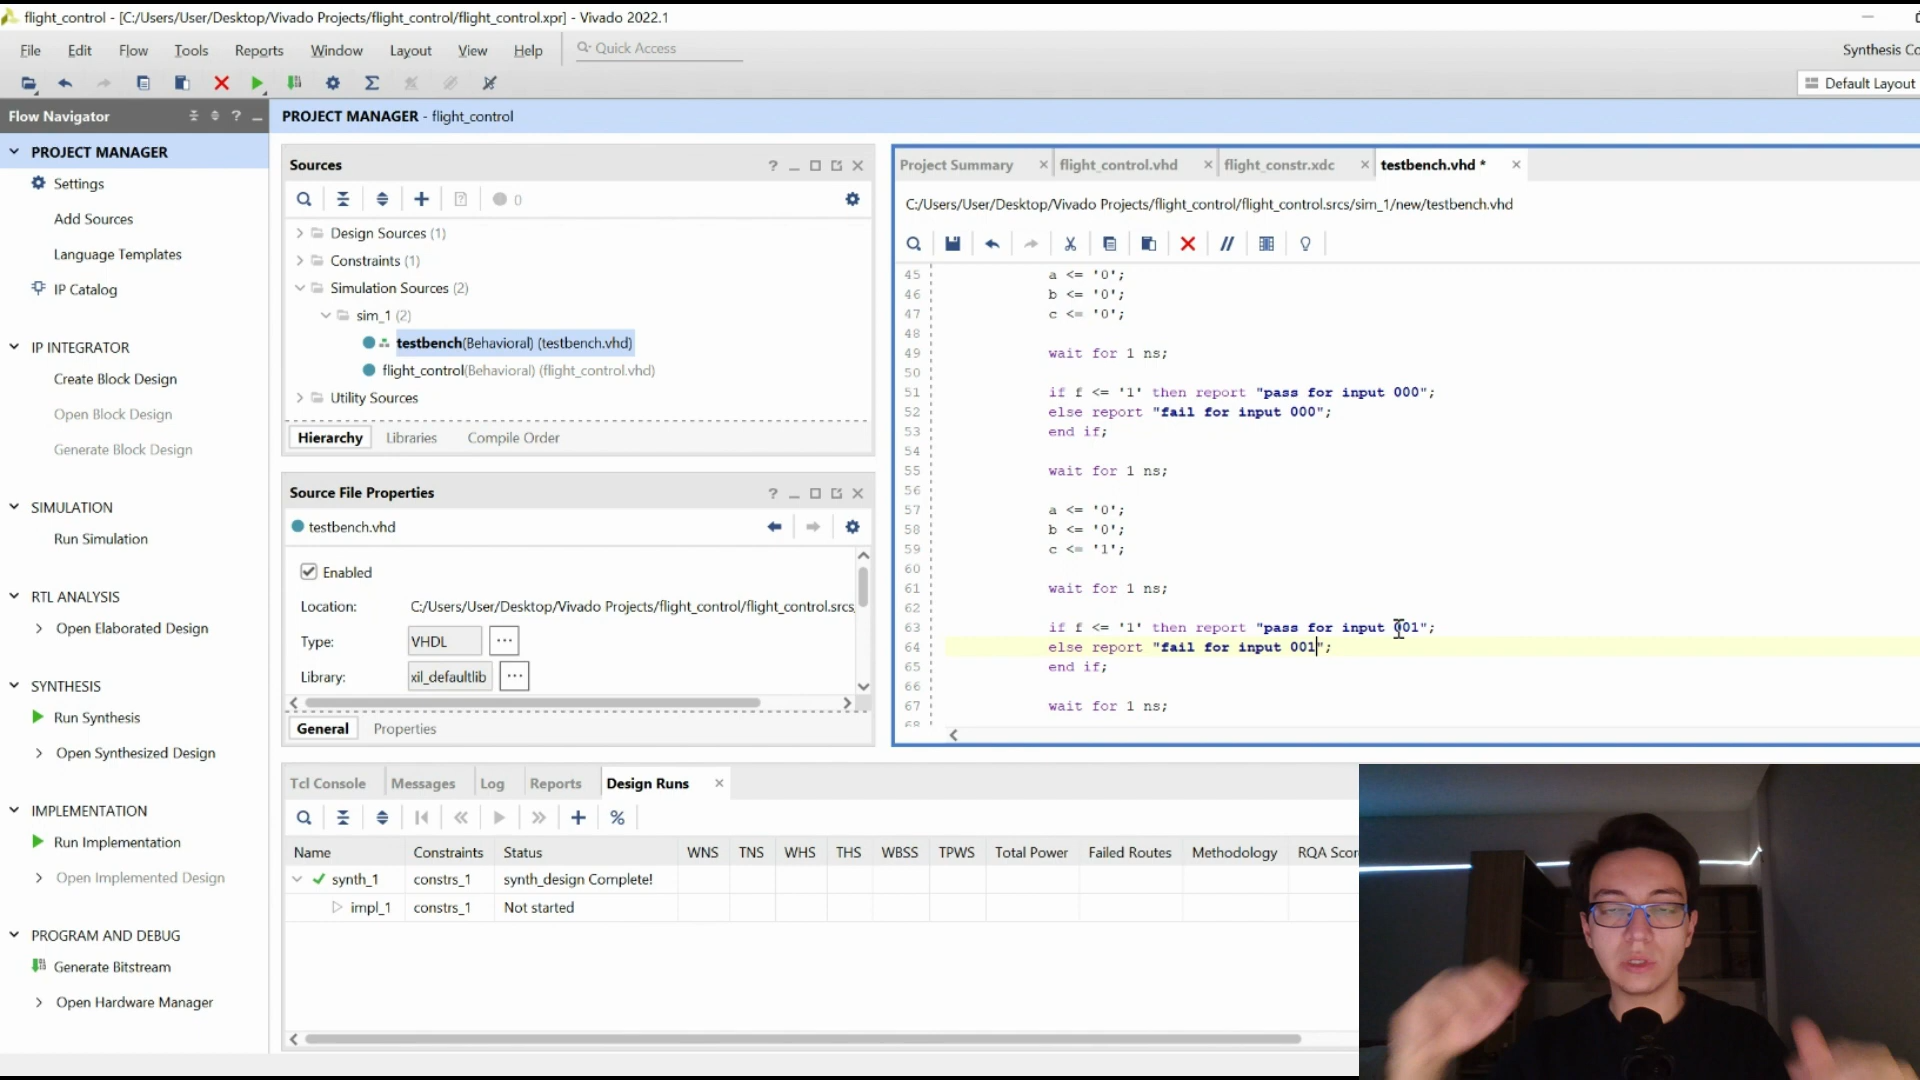 flight_control - [C:/Users/User/Desktop/Vivado Projects/flight_control/flight_control.xpr] - Vivado 2022.1
File Edit Flow Tools Reports Window Layout View Help Quick Access
Synthesis Co
Default Layout
Flow Navigator
PROJECT MANAGER - flight_control
PROJECT MANAGER
Settings
Add Sources
Language Templates
IP Catalog
IP INTEGRATOR
Create Block Design
Open Block Design
Generate Block Design
SIMULATION
Run Simulation
RTL ANALYSIS
Open Elaborated Design
SYNTHESIS
Run Synthesis
Open Synthesized Design
IMPLEMENTATION
Run Implementation
Open Implemented Design
PROGRAM AND DEBUG
Generate Bitstream
Open Hardware Manager
Sources
0
Design Sources (1)
Constraints (1)
Simulation Sources (2)
sim_1 (2)
testbench(Behavioral) (testbench.vhd)
flight_control(Behavioral) (flight_control.vhd)
Utility Sources
Hierarchy Libraries Compile Order
Source File Properties
testbench.vhd
Enabled
Location: C:/Users/User/Desktop/Vivado Projects/flight_control/flight_control.srcs
Type: VHDL ...
Library: xil_defaultlib ...
General Properties
Project Summary flight_control.vhd flight_constr.xdc testbench.vhd *
C:/Users/User/Desktop/Vivado Projects/flight_control/flight_control.srcs/sim_1/new/testbench.vhd
45 a <= '0';
46 b <= '0';
47 c <= '0';
48
49 wait for 1 ns;
50
51 if f <= '1' then report "pass for input 000";
52 else report "fail for input 000";
53 end if;
54
55 wait for 1 ns;
56
57 a <= '0';
58 b <= '0';
59 c <= '1';
60
61 wait for 1 ns;
62
63 if f <= '1' then report "pass for input 001";
64 else report "fail for input 001";
65 end if;
66
67 wait for 1 ns;
68
Tcl Console Messages Log Reports Design Runs
Name Constraints Status WNS TNS WHS THS WBSS TPWS Total Power Failed Routes Methodology RQA Scor
synth_1 constrs_1 synth_design Complete!
impl_1 constrs_1 Not started